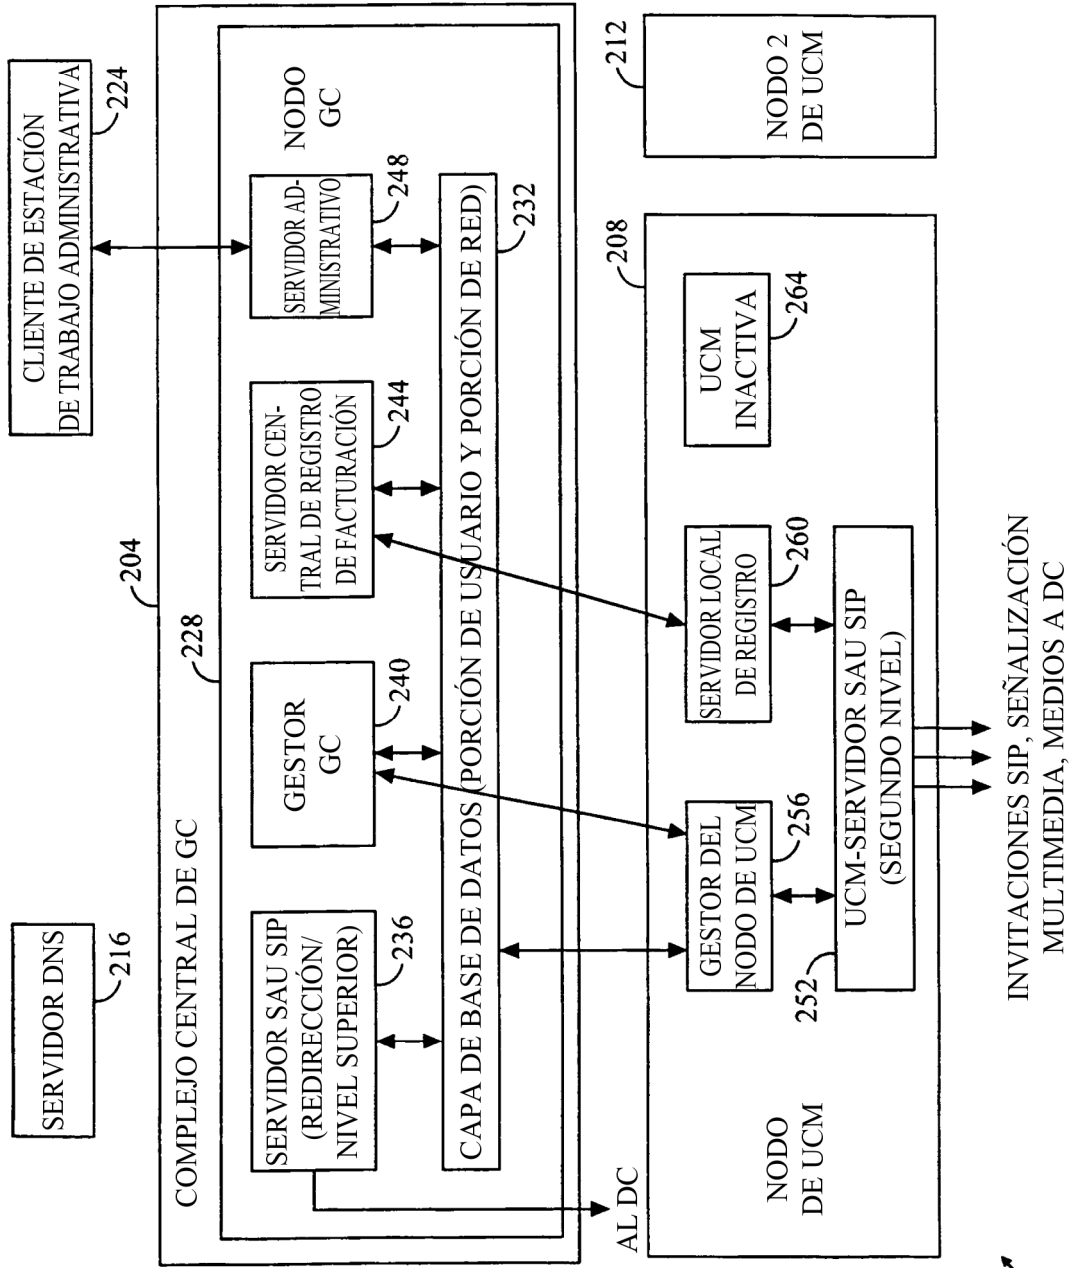 SERVIDOR DNS
216
CLIENTE DE ESTACIÓN
DE TRABAJO ADMINISTRATIVA
224
204
COMPLEJO CENTRAL DE GC
228
SERVIDOR SAU SIP
(REDIRECCIÓN/
NIVEL SUPERIOR)
236
GESTOR
GC
240
SERVIDOR CEN-
TRAL DE REGISTRO
DE FACTURACIÓN
244
SERVIDOR AD-
MINISTRATIVO
248
NODO
GC
CAPA DE BASE DE DATOS (PORCIÓN DE USUARIO Y PORCIÓN DE RED)
232
AL DC
208
212
NODO 2
DE UCM
GESTOR DEL
NODO DE UCM
256
SERVIDOR LOCAL
DE REGISTRO
260
UCM
INACTIVA
264
NODO
DE UCM
252
UCM-SERVIDOR SAU SIP
(SEGUNDO NIVEL)
INVITACIONES SIP, SEÑALIZACIÓN
MULTIMEDIA, MEDIOS A DC